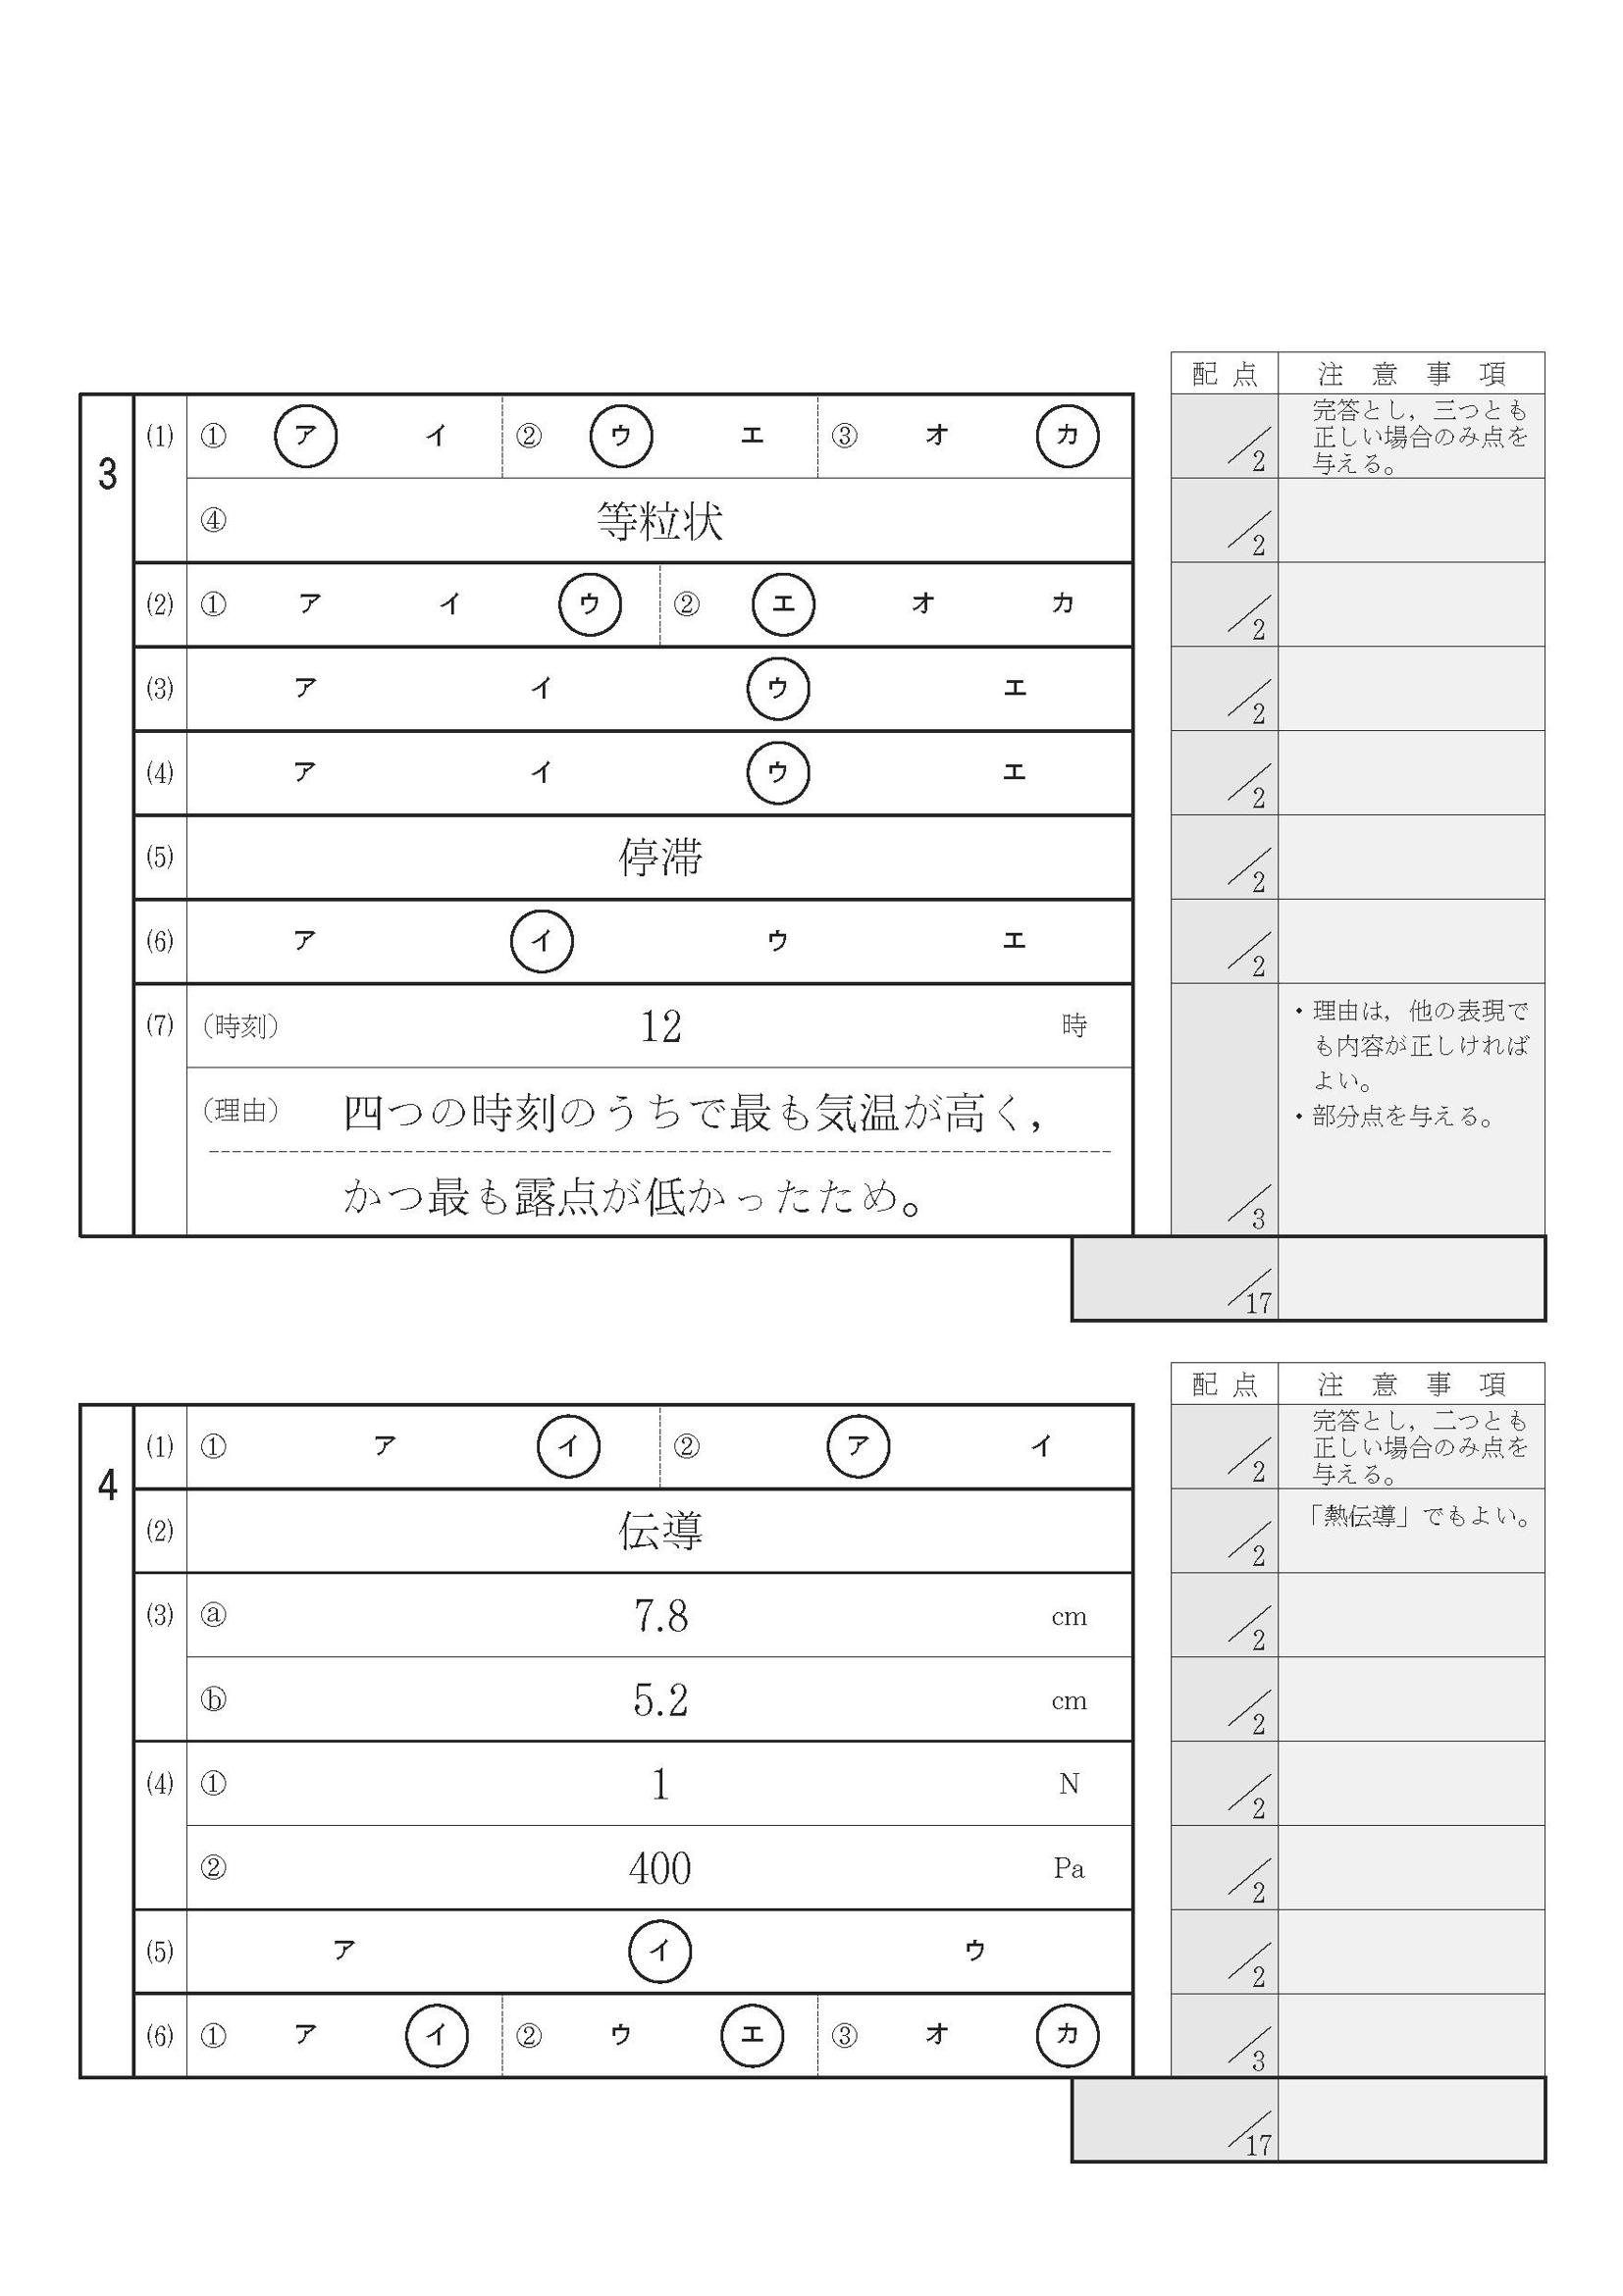 配 点 注 意 事 項
3 (1) ① ア イ ② ウ エ ③ オ カ /2 完答とし，三つとも
正しい場合のみ点を
与える。
④ 等粒状 /2
(2) ① ア イ ウ ② エ オ カ /2
(3) ア イ ウ エ /2
(4) ア イ ウ エ /2
(5) 停滞 /2
(6) ア イ ウ エ /2
(7) （時刻） 12 時 ・理由は，他の表現で
も内容が正しければ
よい。
（理由） 四つの時刻のうちで最も気温が高く， ・部分点を与える。
かつ最も露点が低かったため。 /3
/17
配 点 注 意 事 項
4 (1) ① ア イ ② ア イ /2 完答とし，二つとも
正しい場合のみ点を
与える。
(2) 伝導 /2 「熱伝導」でもよい。
(3) ⓐ 7.8 cm /2
ⓑ 5.2 cm /2
(4) ① 1 N /2
② 400 Pa /2
(5) ア イ ウ /2
(6) ① ア イ ② ウ エ ③ オ カ /3
/17